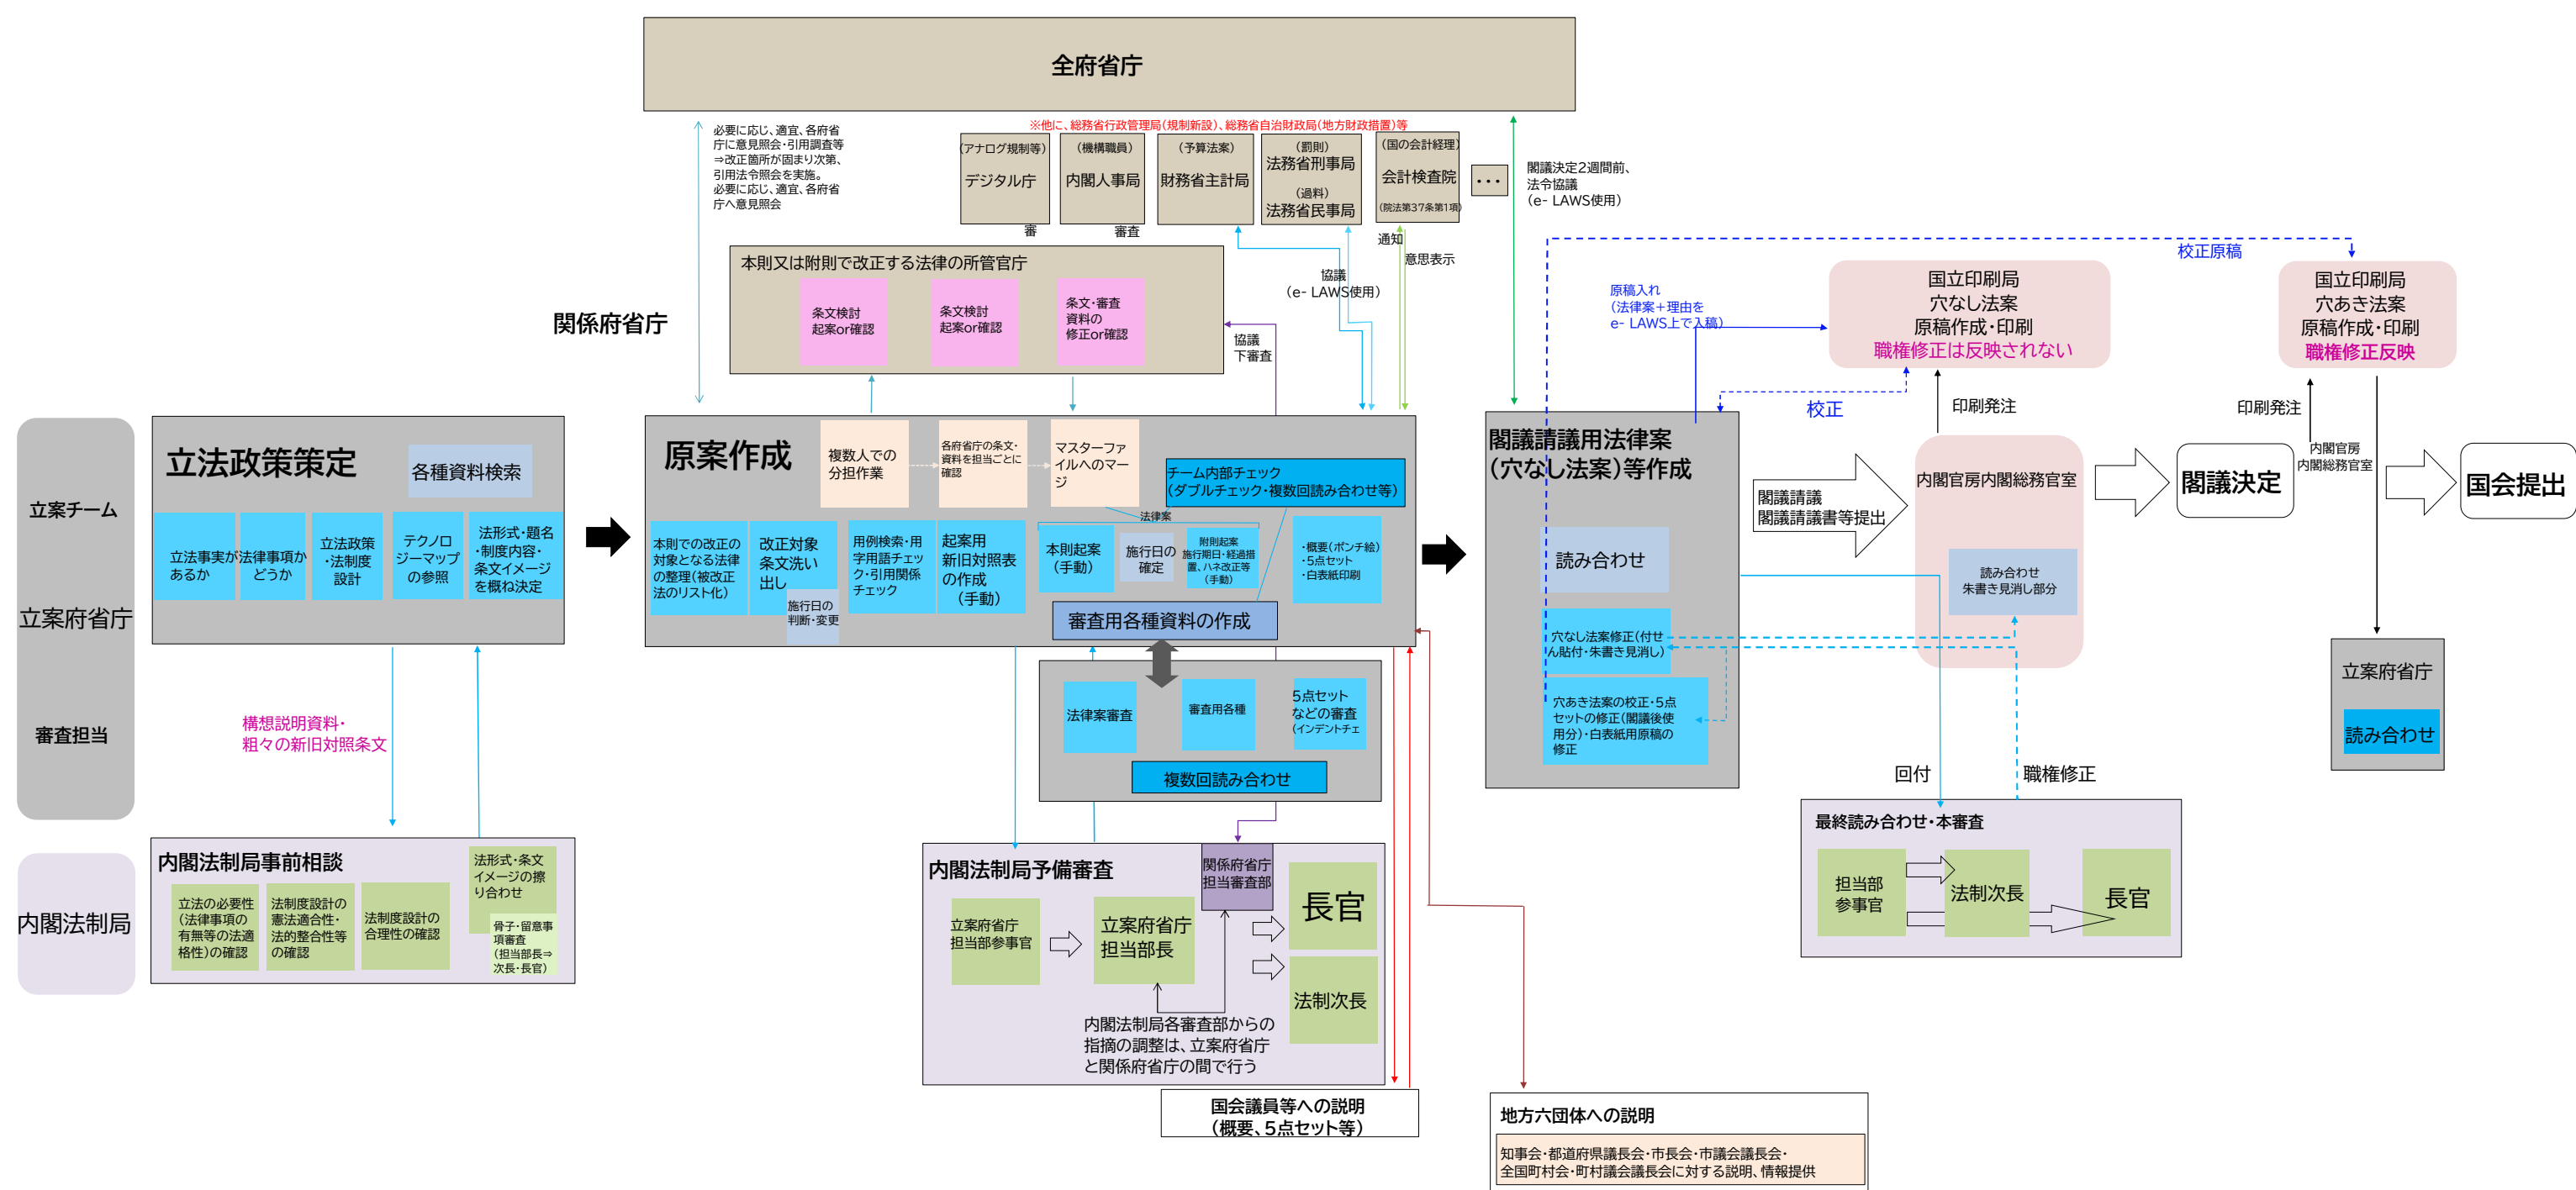 全府省庁
必要に応じ、適宜、各府省
庁に意見照会・引用調査等
⇒改正箇所が固まり次第、
引用法令照会を実施。
必要に応じ、適宜、各府省
庁へ意見照会
※他に、総務省行政管理局(規制新設)、総務省自治財政局(地方財政措置)等
(アナログ規制等)
デジタル庁
審
(機構職員)
内閣人事局
審査
(予算法案)
財務省主計局
(罰則)
法務省刑事局
(過料)
法務省民事局
(国の会計経理)
会計検査院
(院法第37条第1項)
・・・
閣議決定2週間前、
法令協議
(e- LAWS使用)
通知
意思表示
協議
(e- LAWS使用)
関係府省庁
本則又は附則で改正する法律の所管官庁
条文検討
起案or確認
条文検討
起案or確認
条文・審査
資料の
修正or確認
協議
下審査
立案チーム
立案府省庁
審査担当
内閣法制局
立法政策策定
各種資料検索
立法事実が
あるか
法律事項か
どうか
立法政策
・法制度
設計
テクノロ
ジーマップ
の参照
法形式・題名
・制度内容・
条文イメージ
を概ね決定
構想説明資料・
粗々の新旧対照条文
内閣法制局事前相談
立法の必要性
(法律事項の
有無等の法適
格性)の確認
法制度設計の
憲法適合性・
法的整合性等
の確認
法制度設計の
合理性の確認
法形式・条文
イメージの擦
り合わせ
骨子・留意事
項審査
(担当部長⇒
次長・長官)
原案作成
複数人での
分担作業
各府省庁の条文・
資料を担当ごとに
確認
マスターファ
イルへのマー
ジ
チーム内部チェック
(ダブルチェック・複数回読み合わせ等)
法律案
本則での改正の
対象となる法律
の整理(被改正
法のリスト化)
改正対象
条文洗い
出し
施行日の
判断・変更
用例検索・用
字用語チェッ
ク・引用関係
チェック
起案用
新旧対照表
の作成
(手動)
本則起案
(手動)
施行日の
確定
附則起案
施行期日・経過措
置、ハネ改正等
(手動)
・概要(ポンチ絵)
・5点セット
・白表紙印刷
審査用各種資料の作成
法律案審査
審査用各種
5点セット
などの審査
(インデントチェ
複数回読み合わせ
内閣法制局予備審査
立案府省庁
担当部参事官
立案府省庁
担当部長
関係府省庁
担当審査部
長官
法制次長
内閣法制局各審査部からの
指摘の調整は、立案府省庁
と関係府省庁の間で行う
国会議員等への説明
(概要、5点セット等)
地方六団体への説明
知事会・都道府県議長会・市長会・市議会議長会・
全国町村会・町村議会議長会に対する説明、情報提供
閣議請議用法律案
(穴なし法案)等作成
読み合わせ
穴なし法案修正(付せ
ん貼付・朱書き見消し)
穴あき法案の校正・5点
セットの修正(閣議後使
用分)・白表紙用原稿の
修正
原稿入れ
(法律案+理由を
e- LAWS上で入稿)
校正
校正原稿
国立印刷局
穴なし法案
原稿作成・印刷
職権修正は反映されない
印刷発注
閣議請議
閣議請議書等提出
内閣官房内閣総務官室
読み合わせ
朱書き見消し部分
回付
職権修正
最終読み合わせ・本審査
担当部
参事官
法制次長
長官
閣議決定
国立印刷局
穴あき法案
原稿作成・印刷
職権修正反映
印刷発注
内閣官房
内閣総務官室
国会提出
立案府省庁
読み合わせ